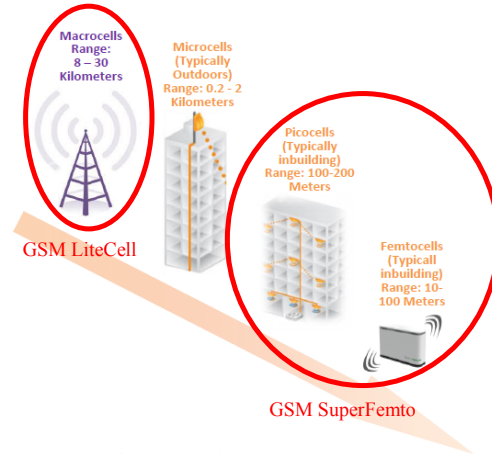 Macrocells
Range:
8 – 30
Kilometers
Microcells
(Typically
Outdoors)
Range: 0.2 - 2
Kilometers
Picocells
(Typically inbuilding)
Range: 100-200
Meters
GSM LiteCell
Femtocells
(Typicall
inbuilding)
Range: 10-
100 Meters
GSM SuperFemto